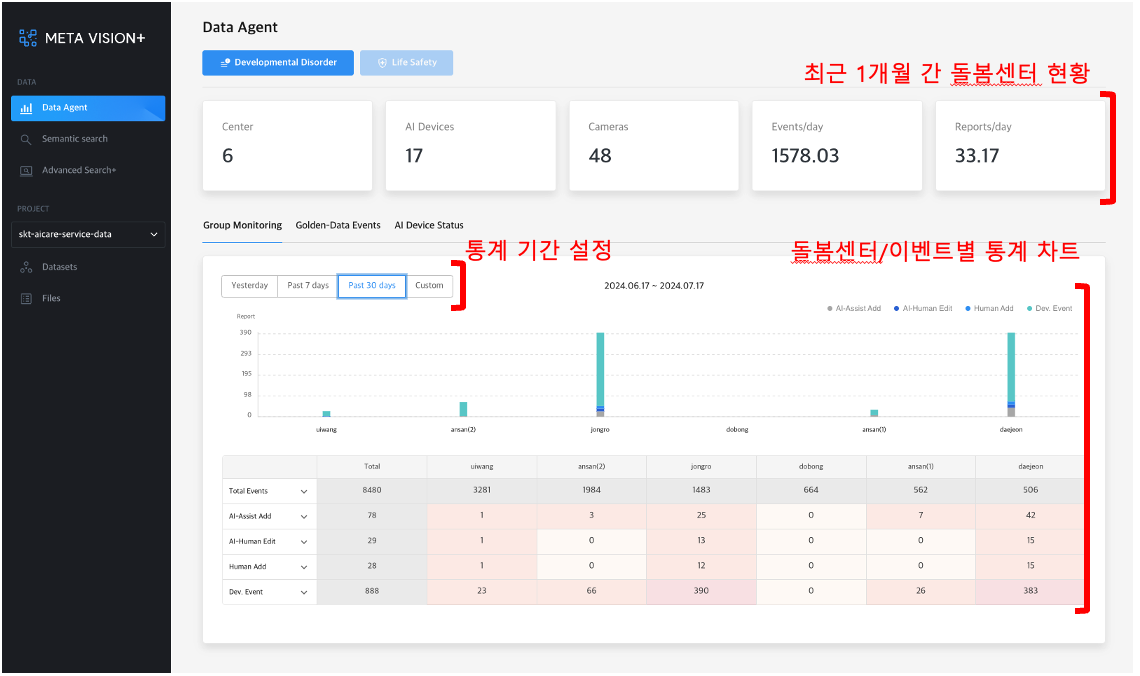 META VISION+
DATA
Data Agent
Semantic search
Advanced Search+
PROJECT
skt-aicare-service-data
Datasets
Files
Data Agent
Developmental Disorder
Life Safety
최근 1개월 간 돌봄센터 현황
Center
6
AI Devices
17
Cameras
48
Events/day
1578.03
Reports/day
33.17
Group Monitoring Golden-Data Events AI Device Status
통계 기간 설정
돌봄센터/이벤트별 통계 차트
Yesterday Past 7 days Past 30 days Custom
2024.06.17 ~ 2024.07.17
AI-Assist Add AI-Human Edit Human Add Dev. Event
Report
390
293
195
98
0
uiwang ansan(2) jongro dobong ansan(1) daejeon
Total uiwang ansan(2) jongro dobong ansan(1) daejeon
Total Events 8480 3281 1984 1483 664 562 506
AI-Assist Add 78 1 3 25 0 7 42
AI-Human Edit 29 1 0 13 0 0 15
Human Add 28 1 0 12 0 0 15
Dev. Event 888 23 66 390 0 26 383